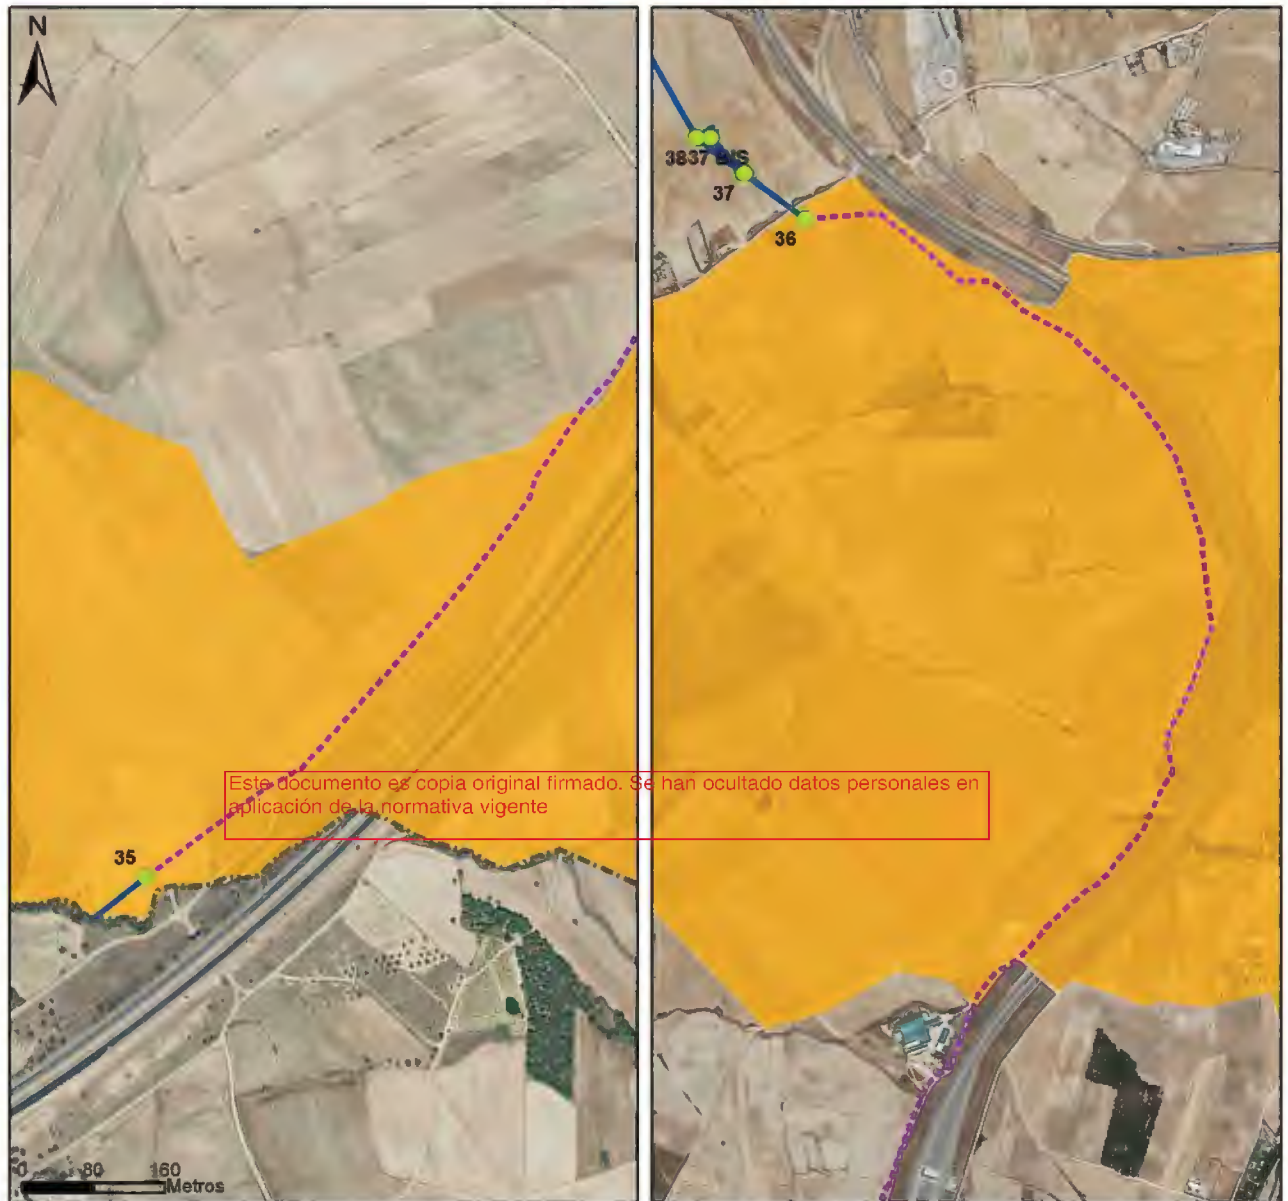 N
3837 BIS
37
36
Este documento es copia original firmado. Se han ocultado datos personales en
aplicación de la normativa vigente
35
0 80 160
Metros